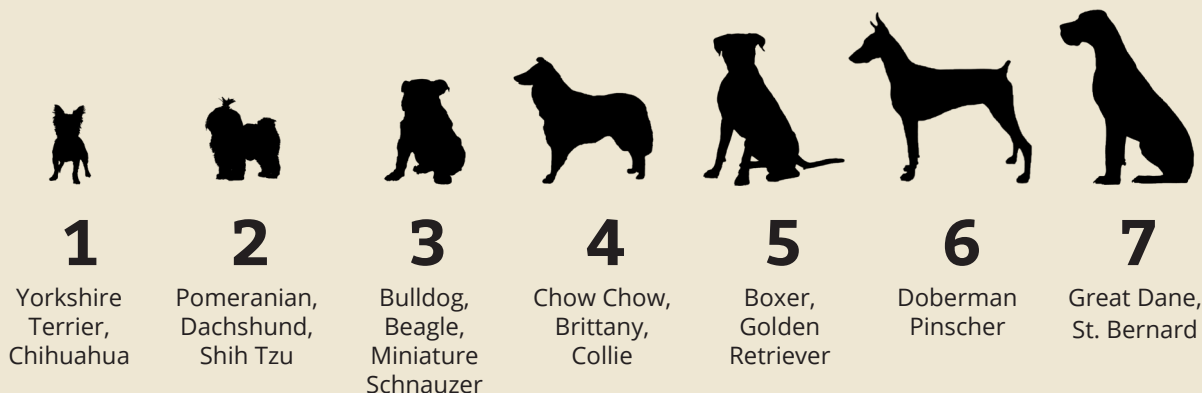 1
Yorkshire
Terrier,
Chihuahua
2
Pomeranian,
Dachshund,
Shih Tzu
3
Bulldog,
Beagle,
Miniature
Schnauzer
4
Chow Chow,
Brittany,
Collie
5
Boxer,
Golden
Retriever
6
Doberman
Pinscher
7
Great Dane,
St. Bernard